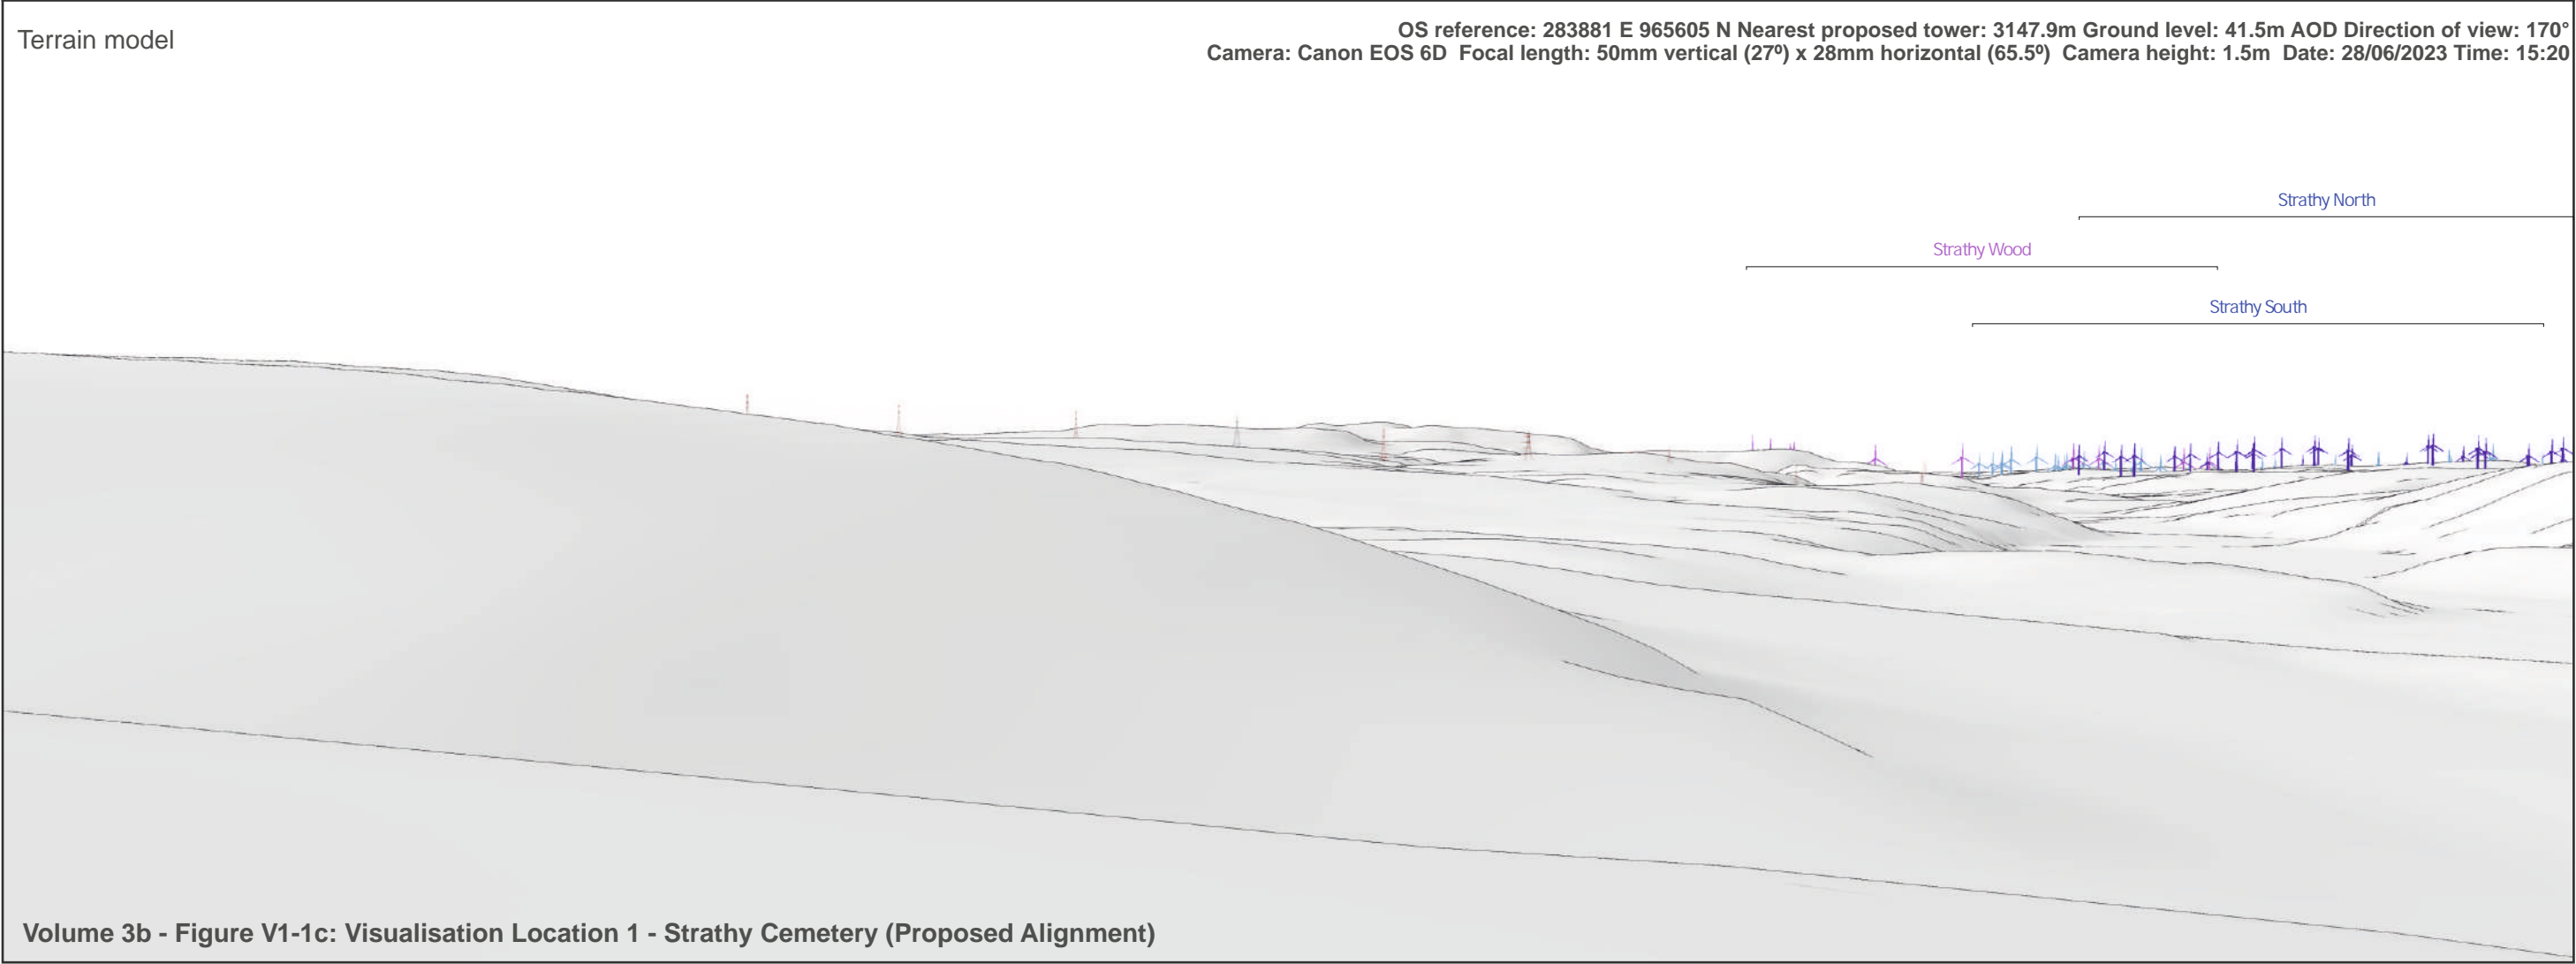 Terrain model
OS reference: 283881 E 965605 N Nearest proposed tower: 3147.9m Ground level: 41.5m AOD Direction of view: 170°
Camera: Canon EOS 6D  Focal length: 50mm vertical (27º) x 28mm horizontal (65.5º)  Camera height: 1.5m  Date: 28/06/2023 Time: 15:20
Strathy North
Strathy Wood
Strathy South
Volume 3b - Figure V1-1c: Visualisation Location 1 - Strathy Cemetery (Proposed Alignment)